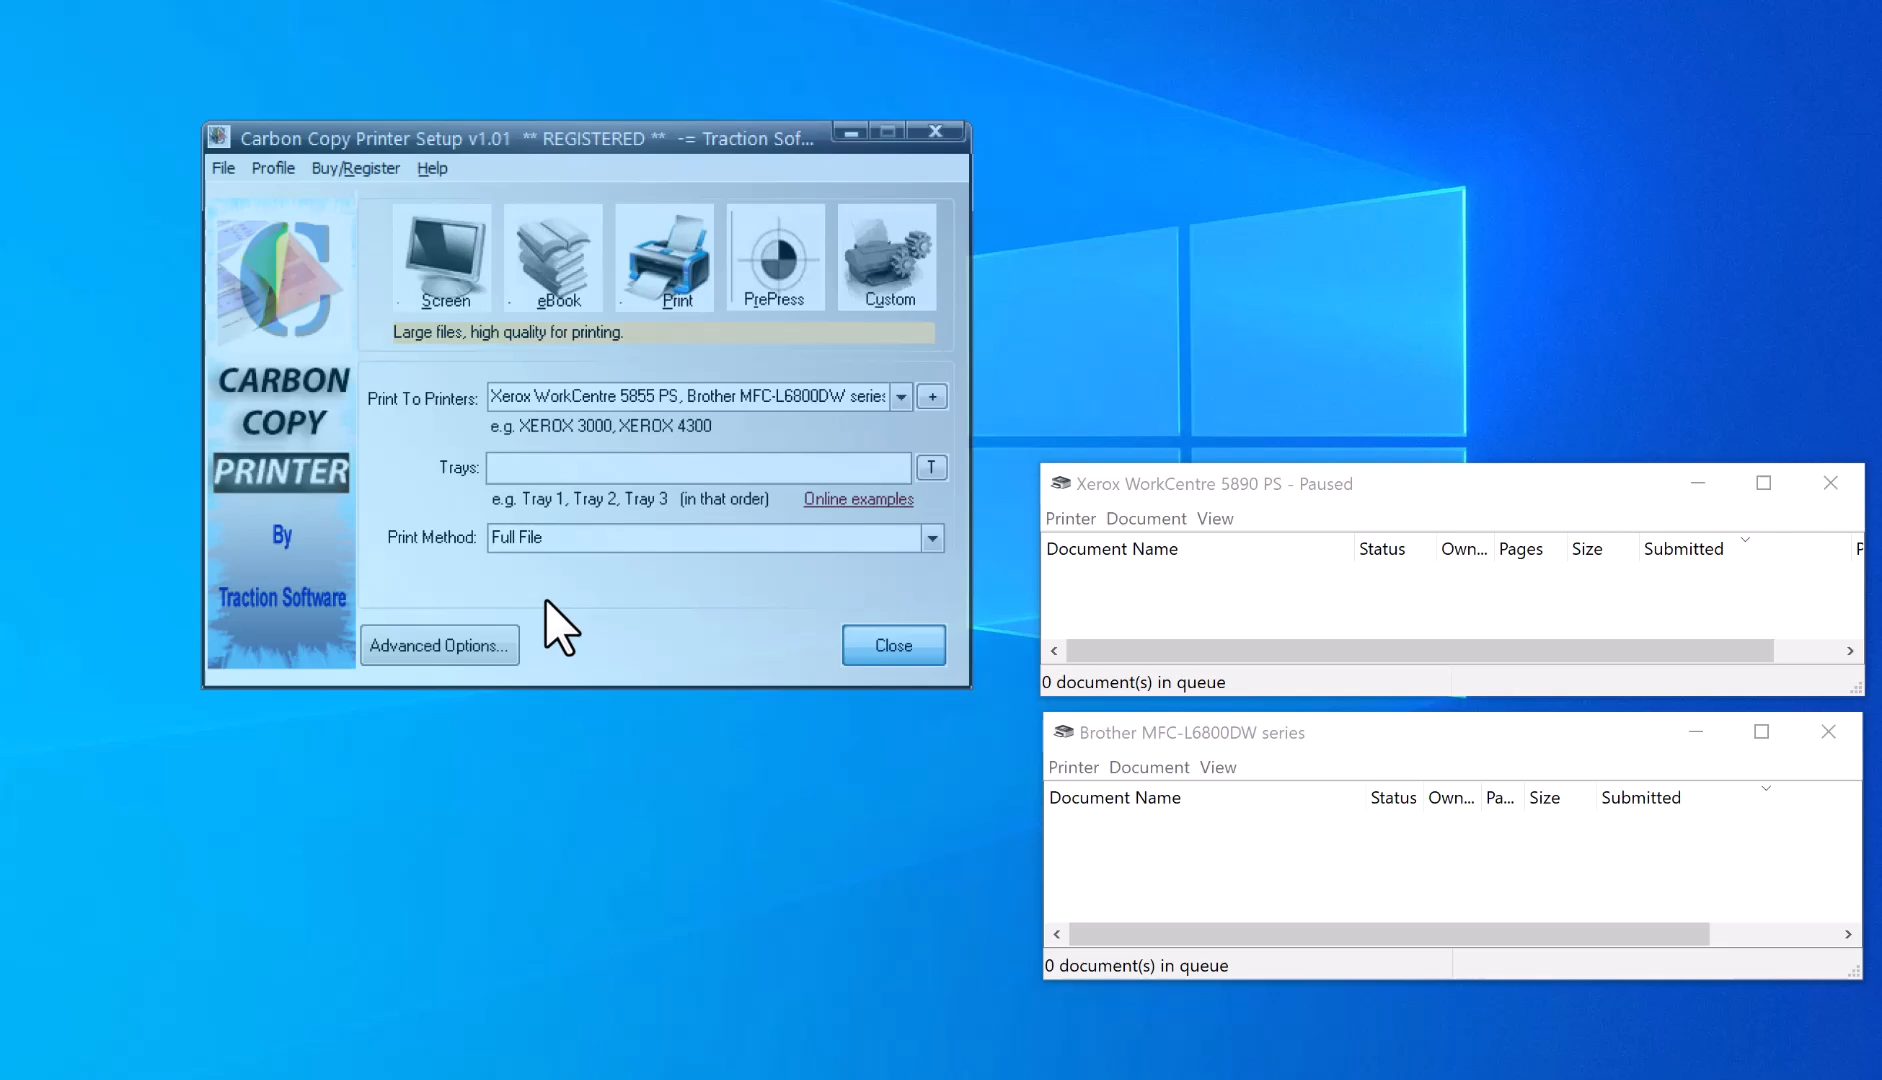 Carbon Copy Printer Setup v1.01 ** REGISTERED ** -= Traction Sof...
File Profile Buy/Register Help
Screen
eBook
Print
PrePress
Custom
Large files, high quality for printing.
CARBON
COPY
PRINTER
By
Traction Software
Print To Printers: Xerox WorkCentre 5855 PS, Brother MFC-L6800DW series +
e.g. XEROX 3000, XEROX 4300
Trays: T
e.g. Tray 1, Tray 2, Tray 3 (in that order) Online examples
Print Method: Full File
Advanced Options... Close
Xerox WorkCentre 5890 PS - Paused
Printer Document View
Document Name Status Own... Pages Size Submitted P
0 document(s) in queue
Brother MFC-L6800DW series
Printer Document View
Document Name Status Own... Pa... Size Submitted
0 document(s) in queue